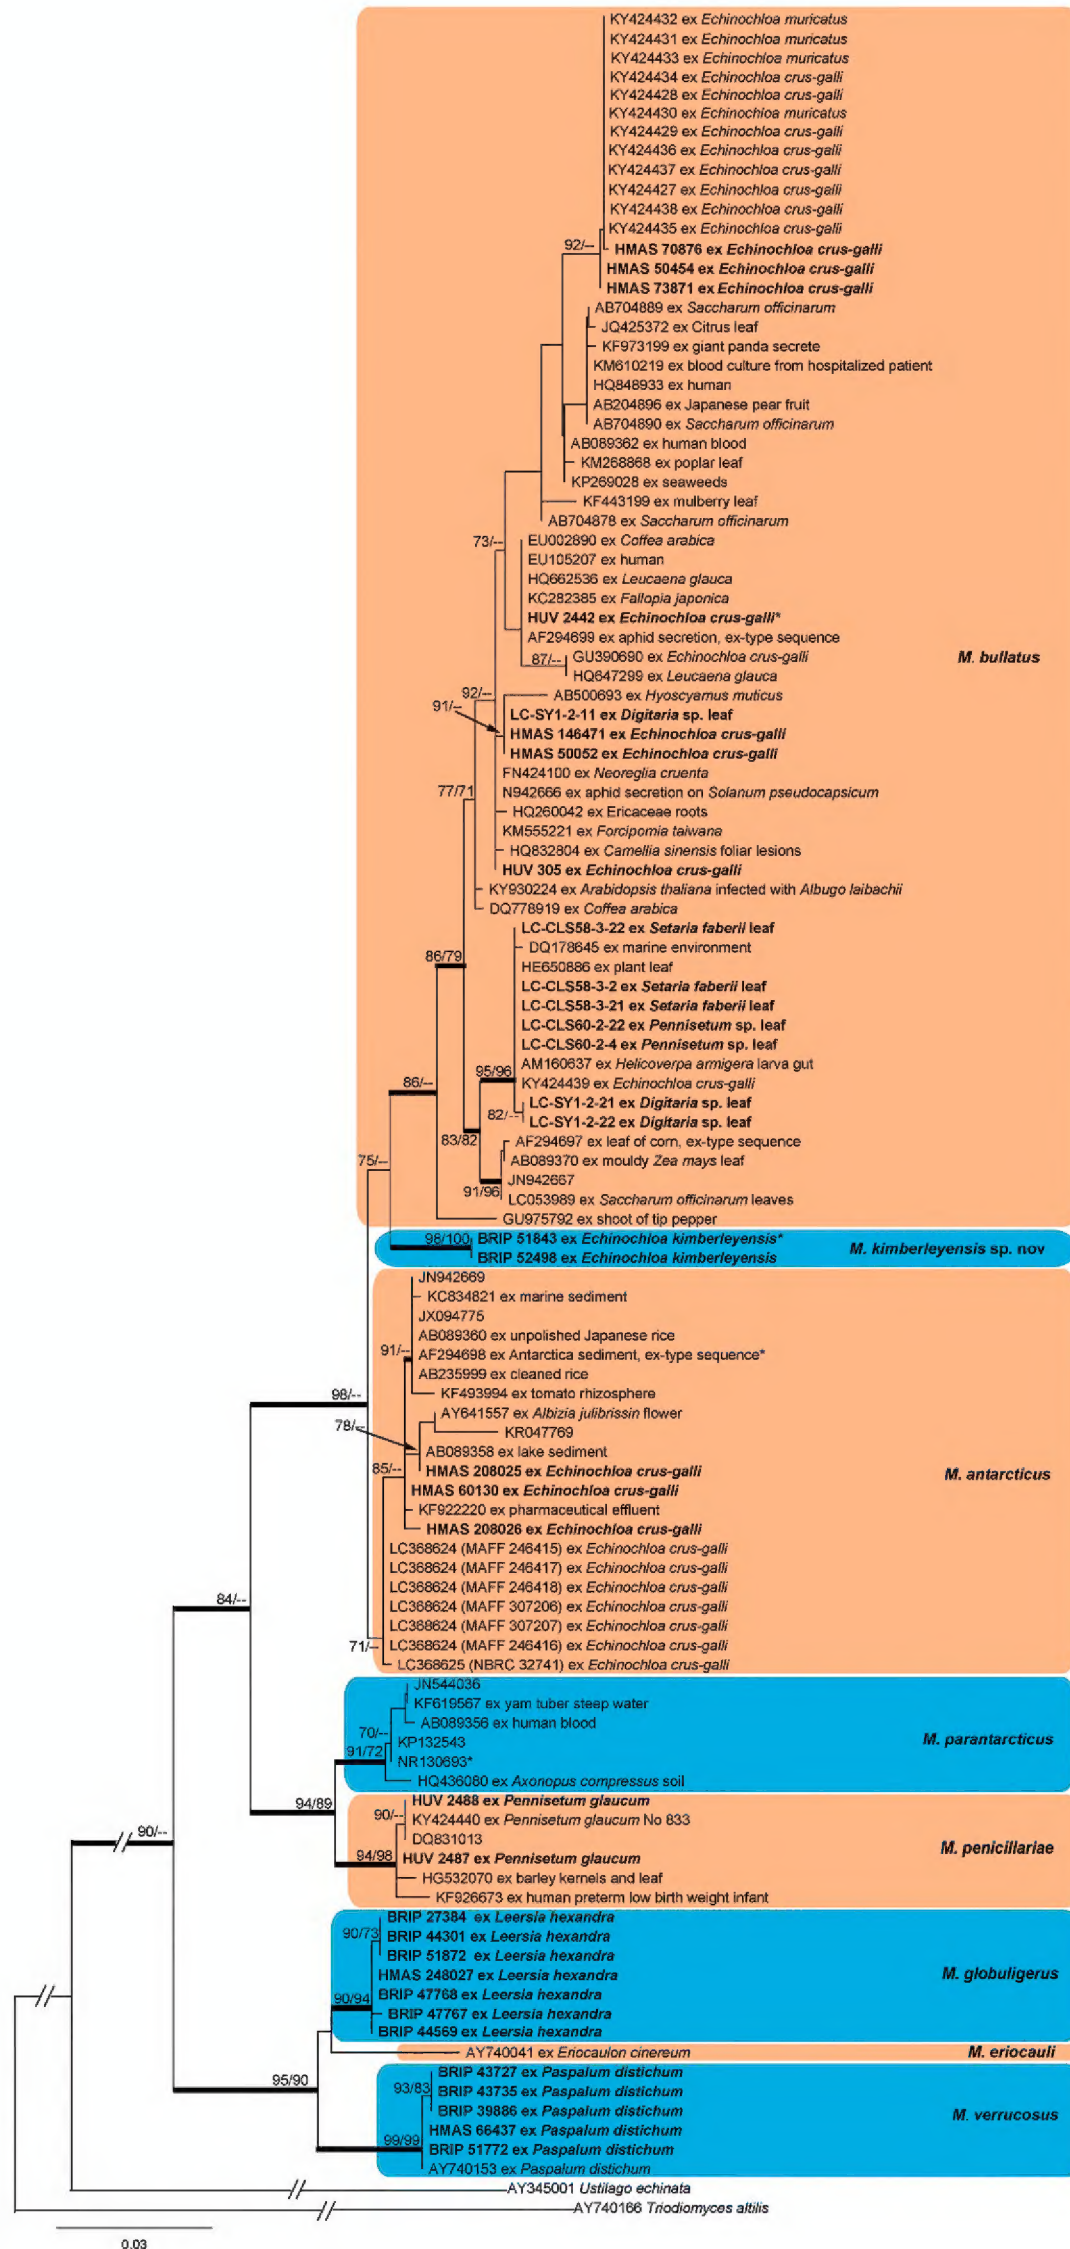 KY424432 ex Echinochloa muricatus
KY424431 ex Echinochloa muricatus
KY424433 ex Echinochloa muricatus
KY424434 ex Echinochloa crus-galli
KY424428 ex Echinochloa crus-galli
KY424430 ex Echinochloa muricatus
KY424429 ex Echinochloa crus-galli
KY424436 ex Echinochloa crus-galli
KY424437 ex Echinochloa crus-galli
KY424427 ex Echinochloa crus-galli
KY424438 ex Echinochloa crus-galli
KY424435 ex Echinochloa crus-galli
92/--
HMAS 70876 ex Echinochloa crus-galli
HMAS 50454 ex Echinochloa crus-galli
HMAS 73871 ex Echinochloa crus-galli
AB704889 ex Saccharum officinarum
JQ425372 ex Citrus leaf
KF973199 ex giant panda secrete
KM610219 ex blood culture from hospitalized patient
HQ848933 ex human
AB204896 ex Japanese pear fruit
AB704890 ex Saccharum officinarum
AB089362 ex human blood
KM268868 ex poplar leaf
KP269028 ex seaweeds
KF443199 ex mulberry leaf
AB704878 ex Saccharum officinarum
73/--
EU002890 ex Coffea arabica
EU105207 ex human
HQ662536 ex Leucaena glauca
KC282385 ex Fallopia japonica
HUV 2442 ex Echinochloa crus-galli*
AF294699 ex aphid secretion, ex-type sequence
87/--
GU390690 ex Echinochloa crus-galli
M. bullatus
HQ647299 ex Leucaena glauca
92/--
AB500693 ex Hyoscyamus muticus
91/--
LC-SY1-2-11 ex Digitaria sp. leaf
HMAS 146471 ex Echinochloa crus-galli
HMAS 50052 ex Echinochloa crus-galli
FN424100 ex Neoreglia cruenta
77/71
N942666 ex aphid secretion on Solanum pseudocapsicum
HQ260042 ex Ericaceae roots
KM555221 ex Forcipomia taiwana
HQ832804 ex Camellia sinensis foliar lesions
HUV 305 ex Echinochloa crus-galli
KY930224 ex Arabidopsis thaliana infected with Albugo laibachii
DQ778919 ex Coffea arabica
LC-CLS58-3-22 ex Setaria faberii leaf
DQ178645 ex marine environment
86/79
HE650886 ex plant leaf
LC-CLS58-3-2 ex Setaria faberii leaf
LC-CLS58-3-21 ex Setaria faberii leaf
LC-CLS60-2-22 ex Pennisetum sp. leaf
LC-CLS60-2-4 ex Pennisetum sp. leaf
AM160637 ex Helicoverpa armigera larva gut
95/96
86/--
KY424439 ex Echinochloa crus-galli
LC-SY1-2-21 ex Digitaria sp. leaf
82/--
LC-SY1-2-22 ex Digitaria sp. leaf
83/82
AF294697 ex leaf of corn, ex-type sequence
75/--
AB089370 ex mouldy Zea mays leaf
JN942667
91/96
LC053989 ex Saccharum officinarum leaves
GU975792 ex shoot of tip pepper
98/100
BRIP 51843 ex Echinochloa kimberleyensis*
M. kimberleyensis sp. nov
BRIP 52498 ex Echinochloa kimberleyensis
JN942669
KC834821 ex marine sediment
JX094775
AB089360 ex unpolished Japanese rice
91/--
AF294698 ex Antarctica sediment, ex-type sequence*
AB235999 ex cleaned rice
98/--
KF493994 ex tomato rhizosphere
78/--
AY641557 ex Albizia julibrissin flower
KR047769
AB089358 ex lake sediment
85/--
HMAS 208025 ex Echinochloa crus-galli
M. antarcticus
HMAS 60130 ex Echinochloa crus-galli
KF922220 ex pharmaceutical effluent
HMAS 208026 ex Echinochloa crus-galli
LC368624 (MAFF 246415) ex Echinochloa crus-galli
LC368624 (MAFF 246417) ex Echinochloa crus-galli
84/--
LC368624 (MAFF 246418) ex Echinochloa crus-galli
LC368624 (MAFF 307206) ex Echinochloa crus-galli
LC368624 (MAFF 307207) ex Echinochloa crus-galli
71/--
LC368624 (MAFF 246416) ex Echinochloa crus-galli
LC368625 (NBRC 32741) ex Echinochloa crus-galli
JN544036
KF619567 ex yam tuber steep water
AB089356 ex human blood
70/--
M. parantarcticus
91/72
KP132543
NR130693*
HQ436080 ex Axonopus compressus soil
94/89
HUV 2488 ex Pennisetum glaucum
90/--
KY424440 ex Pennisetum glaucum No 833
90/--
DQ831013
M. penicillariae
94/98
HUV 2487 ex Pennisetum glaucum
HG532070 ex barley kernels and leaf
KF926673 ex human preterm low birth weight infant
BRIP 27384 ex Leersia hexandra
90/73
BRIP 44301 ex Leersia hexandra
BRIP 51872 ex Leersia hexandra
HMAS 248027 ex Leersia hexandra
M. globuligerus
90/94
BRIP 47768 ex Leersia hexandra
BRIP 47767 ex Leersia hexandra
BRIP 44569 ex Leersia hexandra
AY740041 ex Eriocaulon cinereum
M. eriocauli
95/90
BRIP 43727 ex Paspalum distichum
93/83
BRIP 43735 ex Paspalum distichum
BRIP 39886 ex Paspalum distichum
M. verrucosus
HMAS 66437 ex Paspalum distichum
99/99
BRIP 51772 ex Paspalum distichum
AY740153 ex Paspalum distichum
AY345001 Ustilago echinata
AY740166 Triodiomyces altilis
0.03